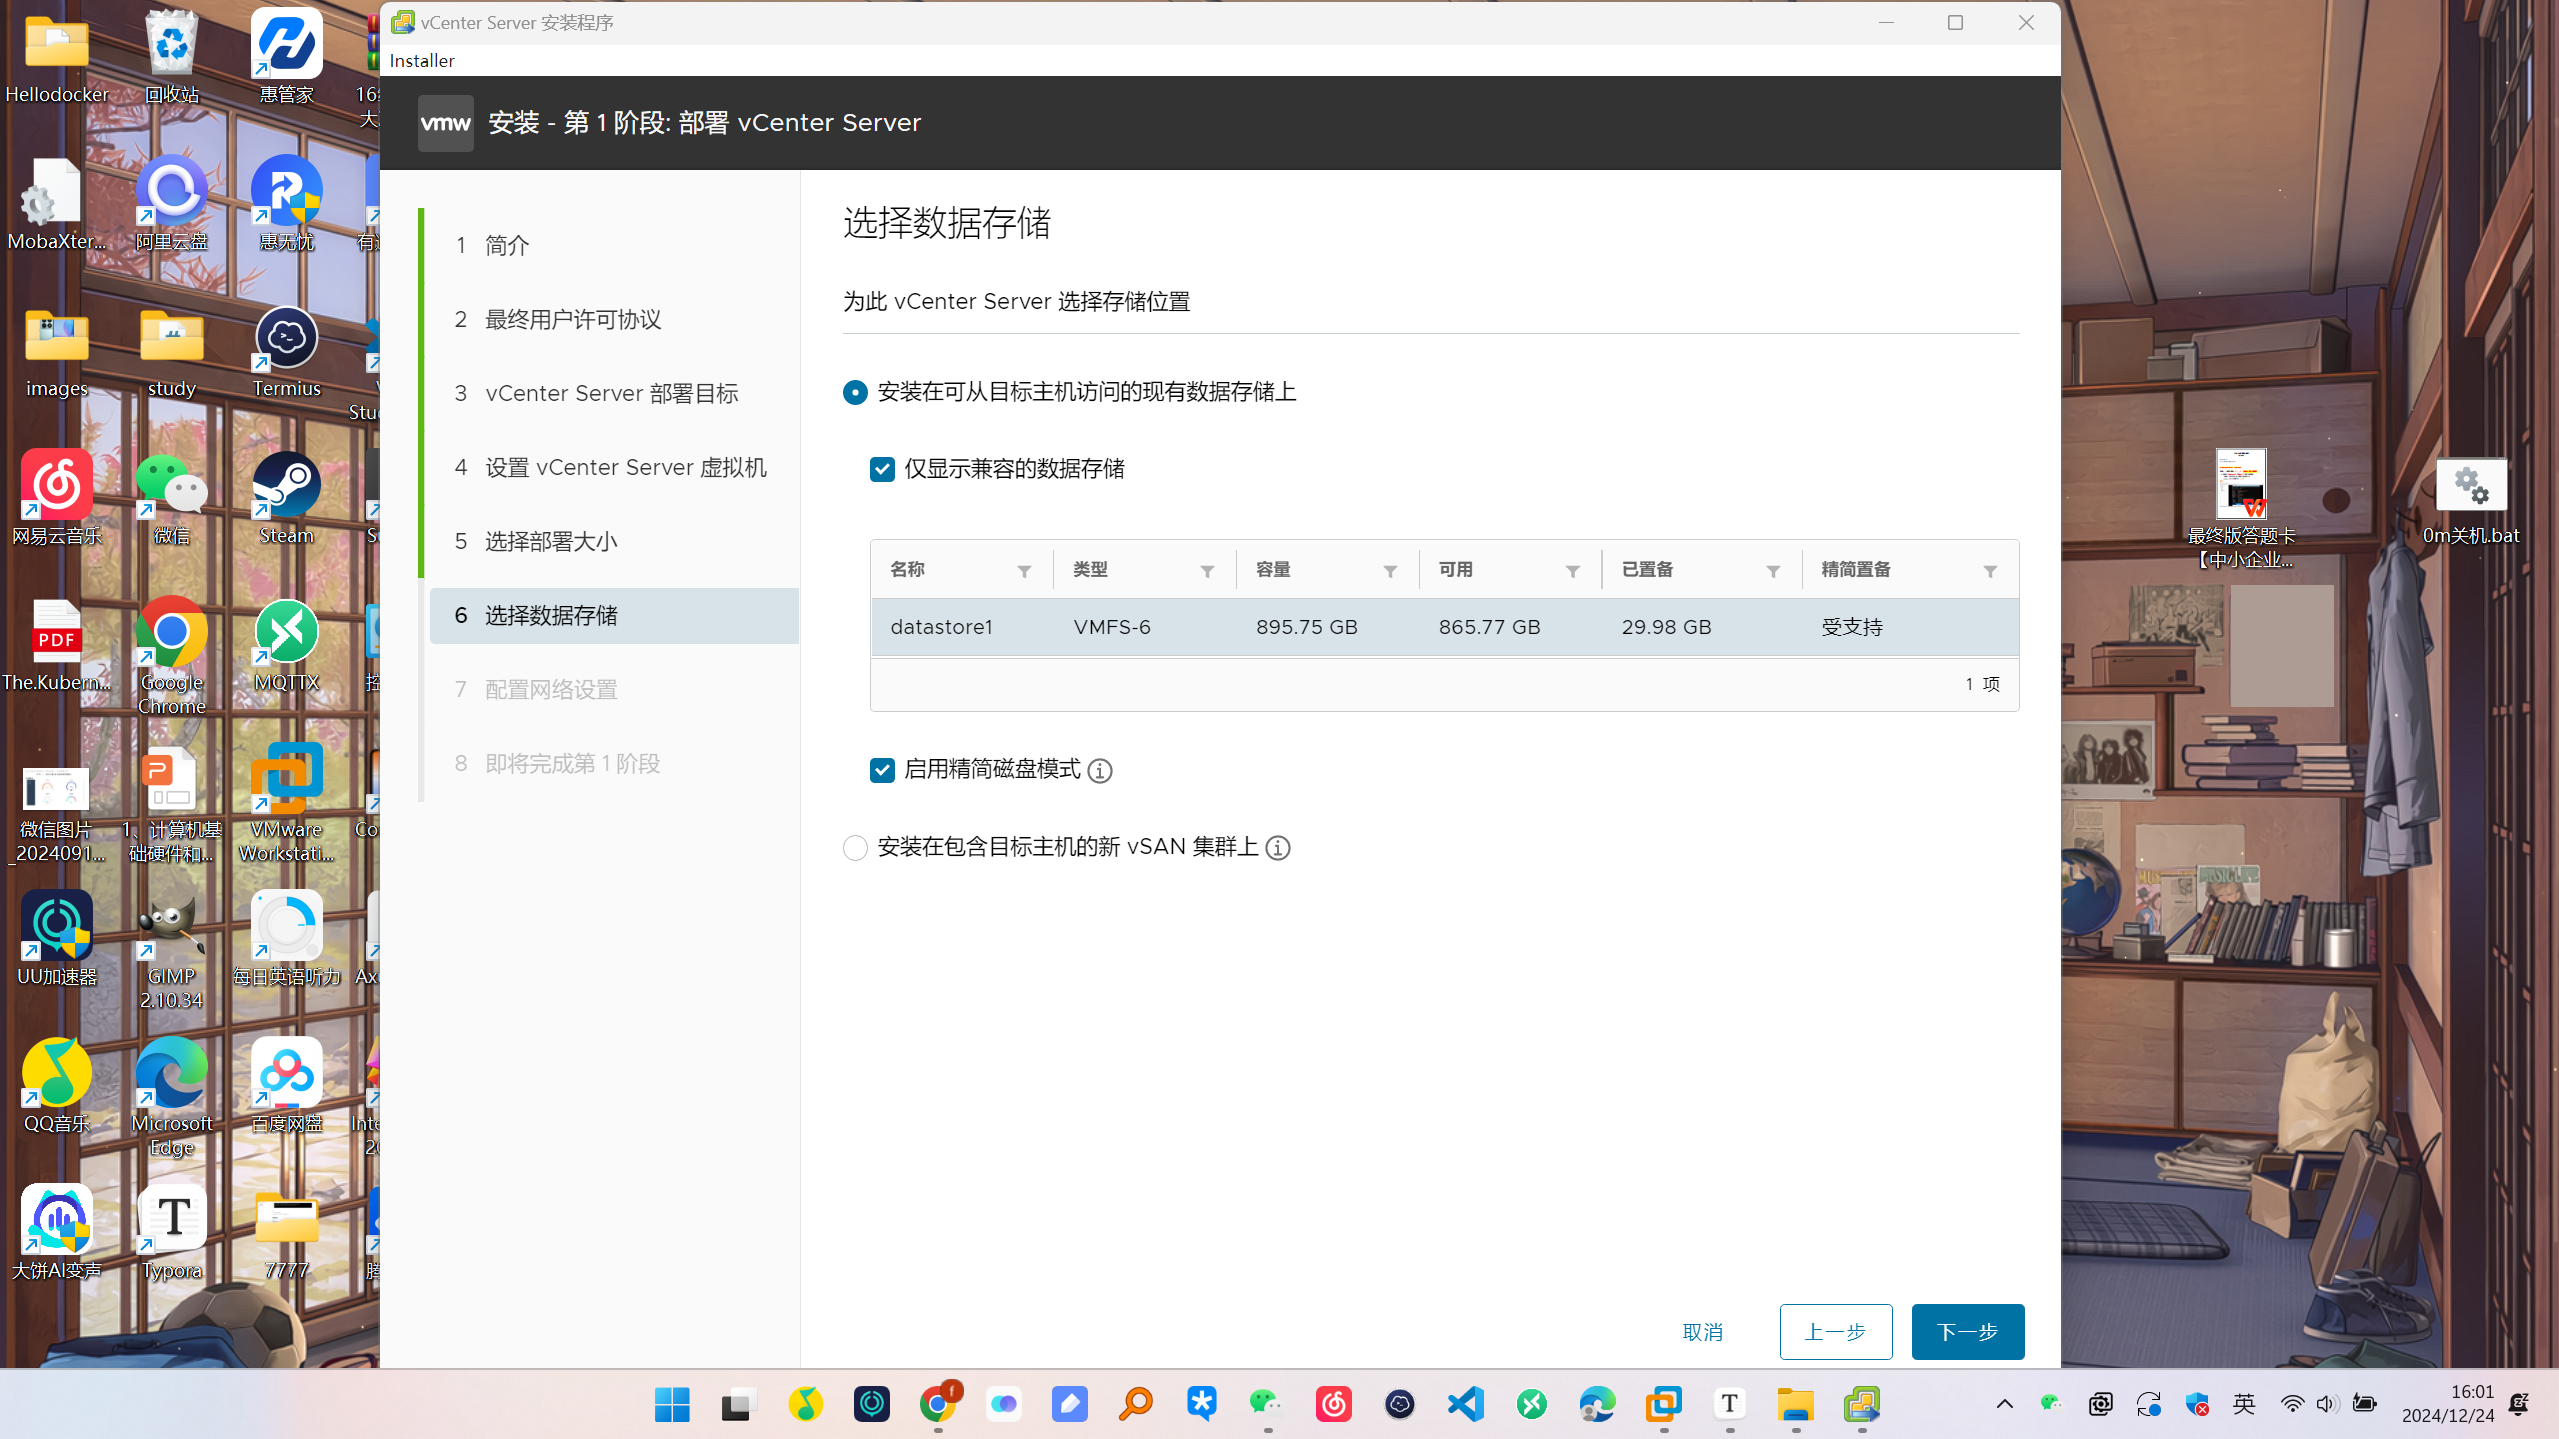 vCenter Server 安装程序
Installer
vmw 安装 - 第 1 阶段: 部署 vCenter Server
1 简介
2 最终用户许可协议
3 vCenter Server 部署目标
4 设置 vCenter Server 虚拟机
5 选择部署大小
6 选择数据存储
7 配置网络设置
8 即将完成第 1 阶段
选择数据存储
为此 vCenter Server 选择存储位置
安装在可从目标主机访问的现有数据存储上
仅显示兼容的数据存储
名称 类型 容量 可用 已置备 精简置备
datastore1 VMFS-6 895.75 GB 865.77 GB 29.98 GB 受支持
1 项
启用精简磁盘模式
安装在包含目标主机的新 vSAN 集群上
取消 上一步 下一步
Hellodocker 回收站 惠管家
MobaXter... 阿里云盘 惠无忧
images study Termius
网易云音乐 微信 Steam
PDF
The.Kubern... Google Chrome MQTTX
微信图片_2024091... 1、计算机基础硬件和... VMware Workstati...
UU加速器 GIMP 2.10.34 每日英语听力
QQ音乐 Microsoft Edge 百度网盘
大饼AI变声 Typora 7777
最终版答题卡
【中小企业...
0m关机.bat
英
16:01
2024/12/24